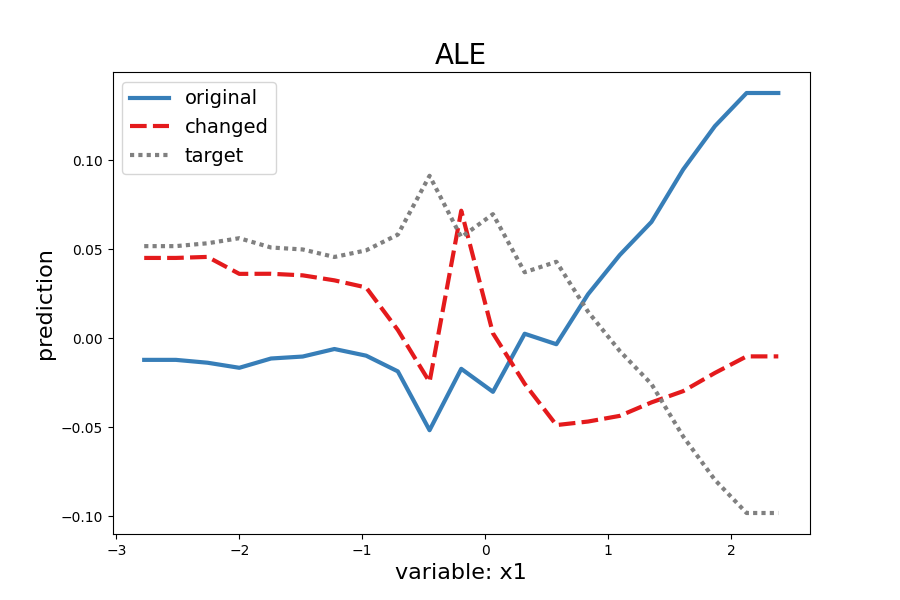 ALE
original
changed
target
prediction
0.10
0.05
0.00
−0.05
−0.10
−3
−2
−1
0
1
2
variable: x1